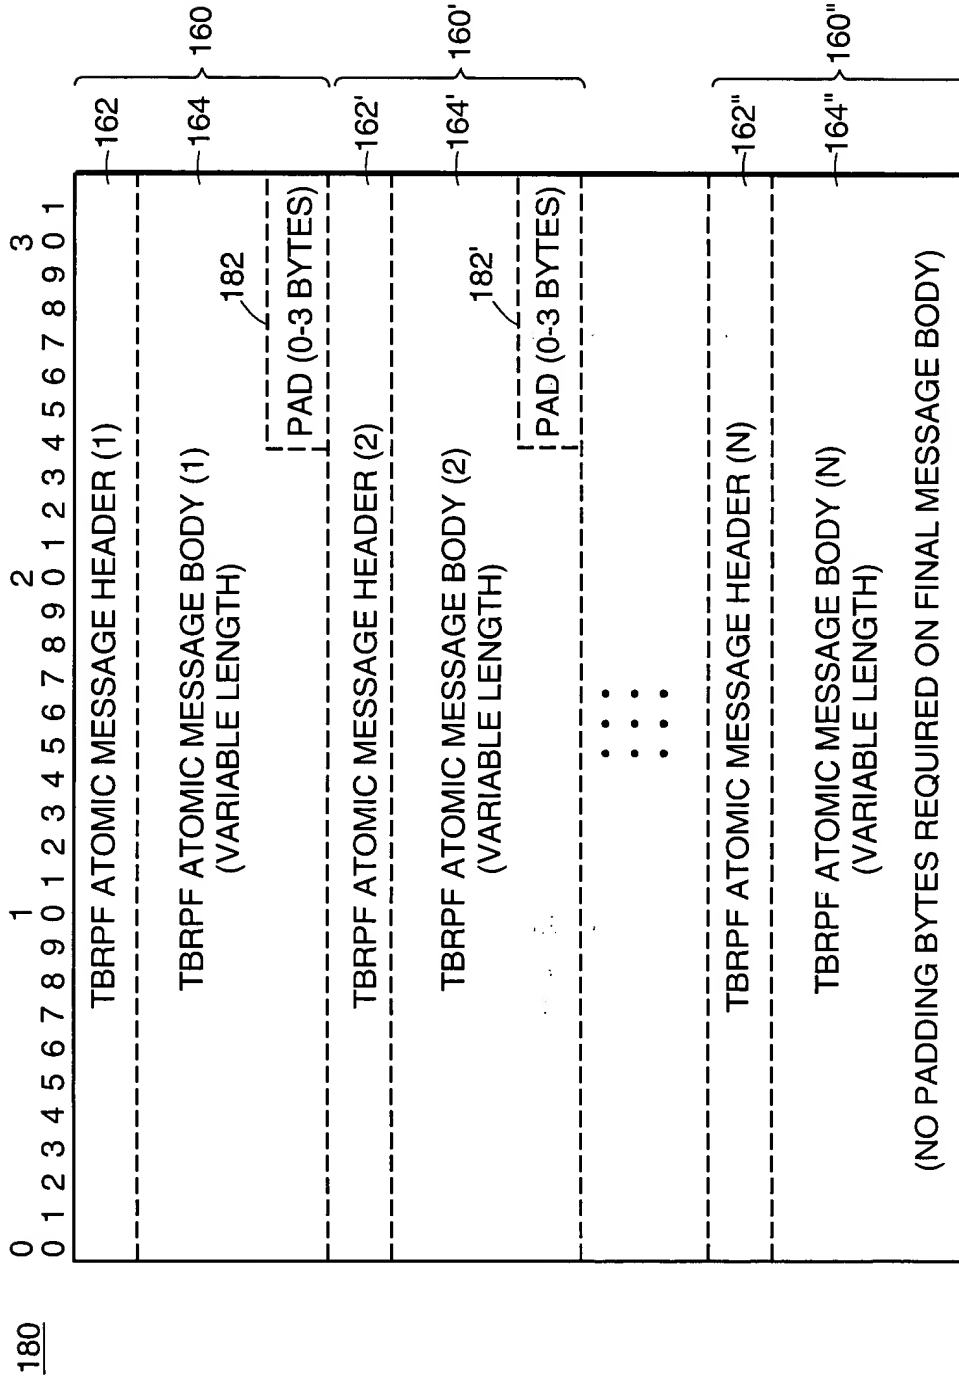 180
0 1 2 3
0 1 2 3 4 5 6 7 8 9 0 1 2 3 4 5 6 7 8 9 0 1 2 3 4 5 6 7 8 9 0 1
TBRPF ATOMIC MESSAGE HEADER (1) 162
TBRPF ATOMIC MESSAGE BODY (1) 164 160
(VARIABLE LENGTH) 182
PAD (0-3 BYTES)
TBRPF ATOMIC MESSAGE HEADER (2) 162'
TBRPF ATOMIC MESSAGE BODY (2) 164' 160'
(VARIABLE LENGTH) 182'
PAD (0-3 BYTES)
TBRPF ATOMIC MESSAGE HEADER (N) 162"
TBRPF ATOMIC MESSAGE BODY (N) 164" 160"
(VARIABLE LENGTH)
(NO PADDING BYTES REQUIRED ON FINAL MESSAGE BODY)